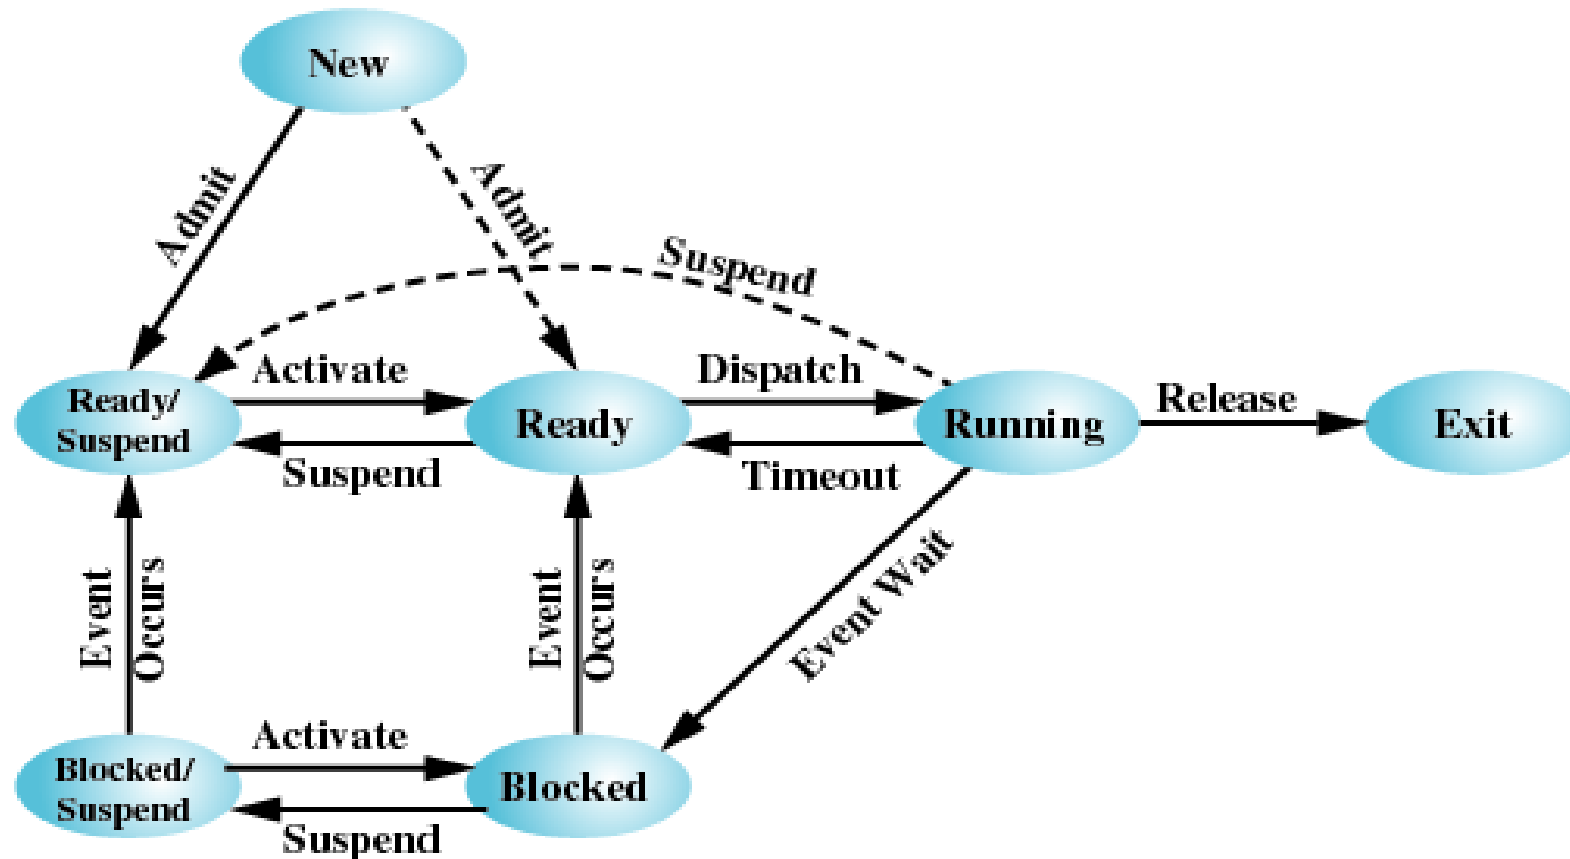 New
Admit
Admit
Suspend
Activate
Dispatch
Release
Ready/
Suspend
Ready
Running
Exit
Suspend
Timeout
Event
Occurs
Event
Occurs
Event Wait
Activate
Blocked/
Suspend
Blocked
Suspend